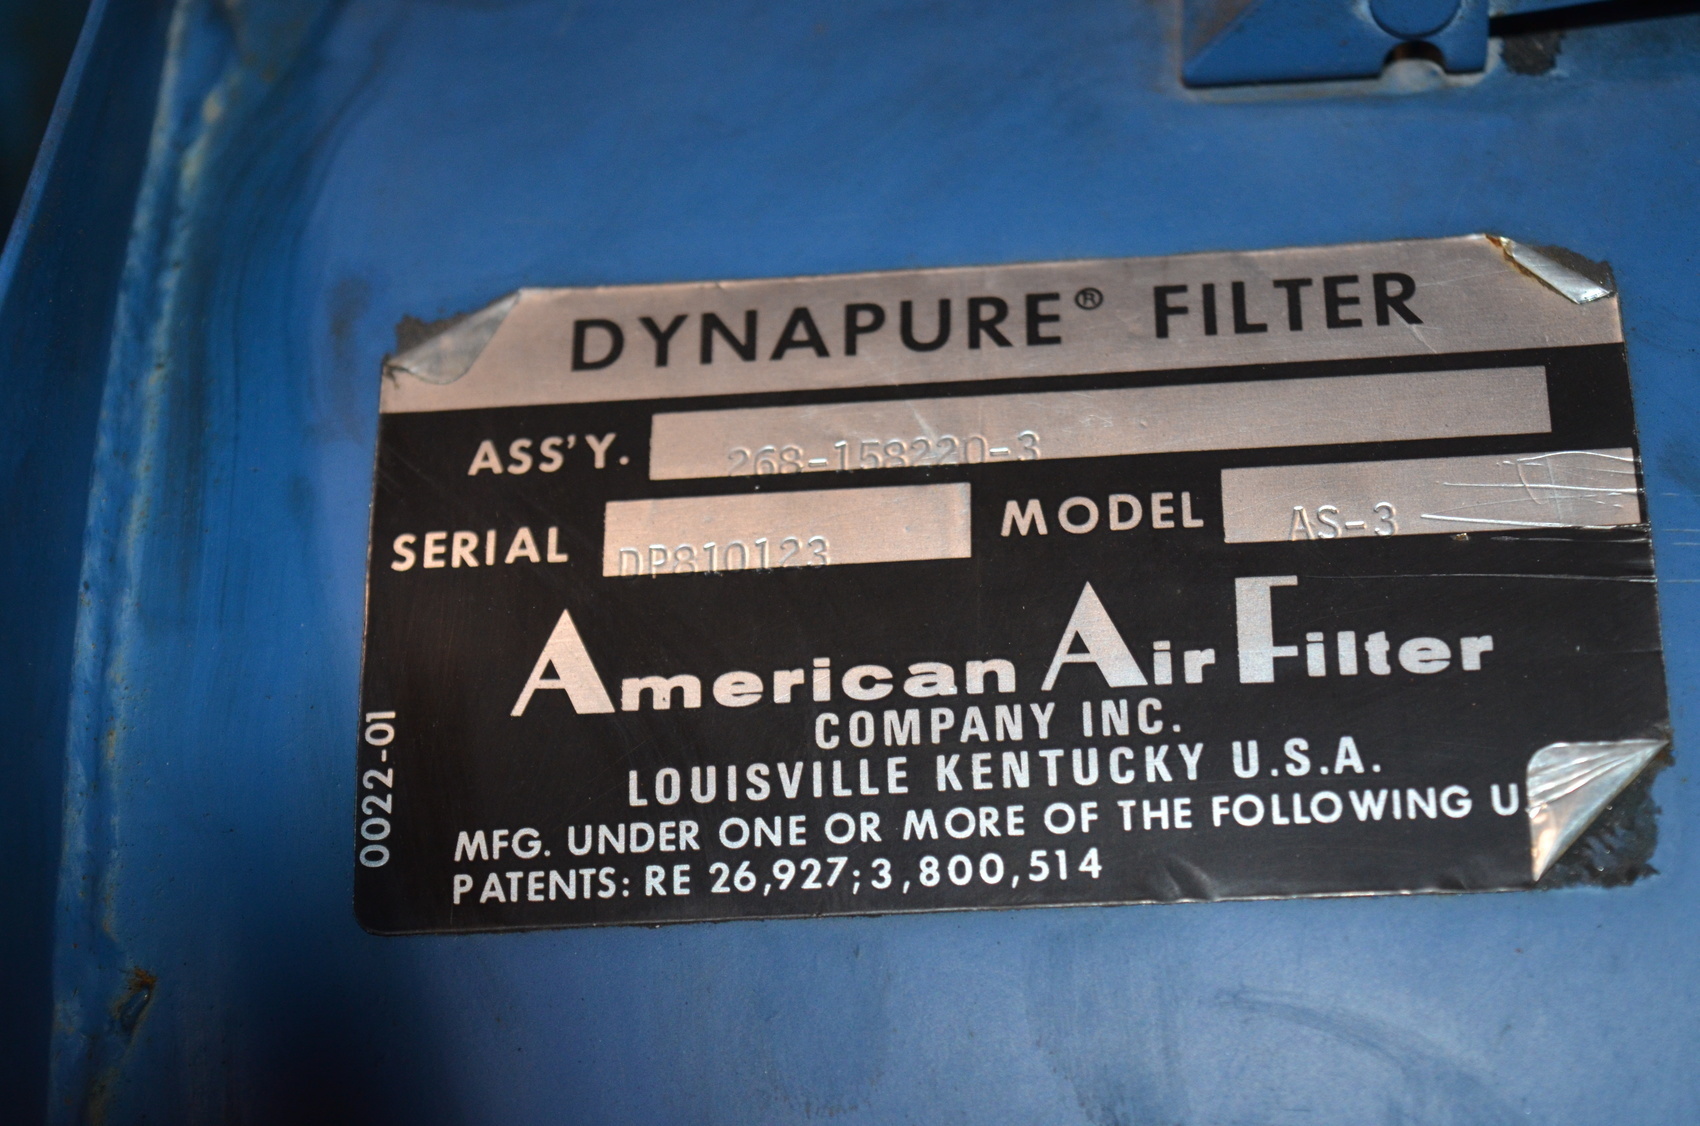 DYNAPURE® FILTER
ASS'Y. 268-158220-3
SERIAL DP810123 MODEL AS-3
American Air Filter
COMPANY INC.
LOUISVILLE KENTUCKY U.S.A.
MFG. UNDER ONE OR MORE OF THE FOLLOWING U.
PATENTS: RE 26,927; 3,800,514
0022-01